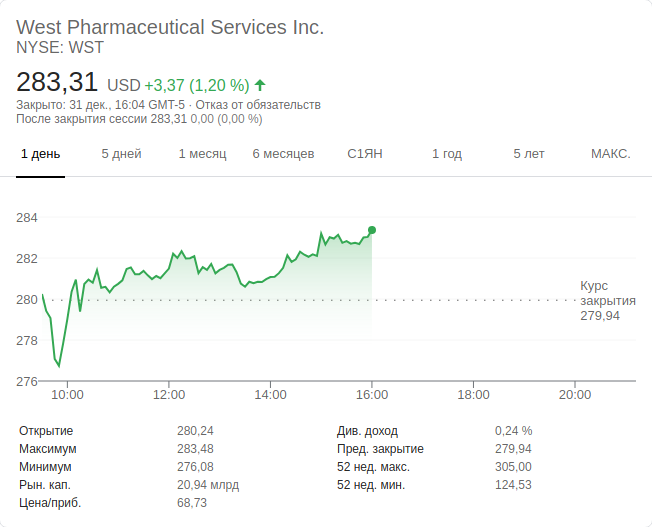 West Pharmaceutical Services Inc.
NYSE: WST
283,31 USD +3,37 (1,20 %)
Закрыто: 31 дек., 16:04 GMT-5 · Отказ от обязательств
После закрытия сессии 283,31 0,00 (0,00 %)
1 день 5 дней 1 месяц 6 месяцев С1ЯН 1 год 5 лет МАКС.
284
282
280
278
276
Курс
закрытия
279,94
10:00 12:00 14:00 16:00 18:00 20:00
Открытие 280,24 Див. доход 0,24 %
Максимум 283,48 Пред. закрытие 279,94
Минимум 276,08 52 нед. макс. 305,00
Рын. кап. 20,94 млрд 52 нед. мин. 124,53
Цена/приб. 68,73